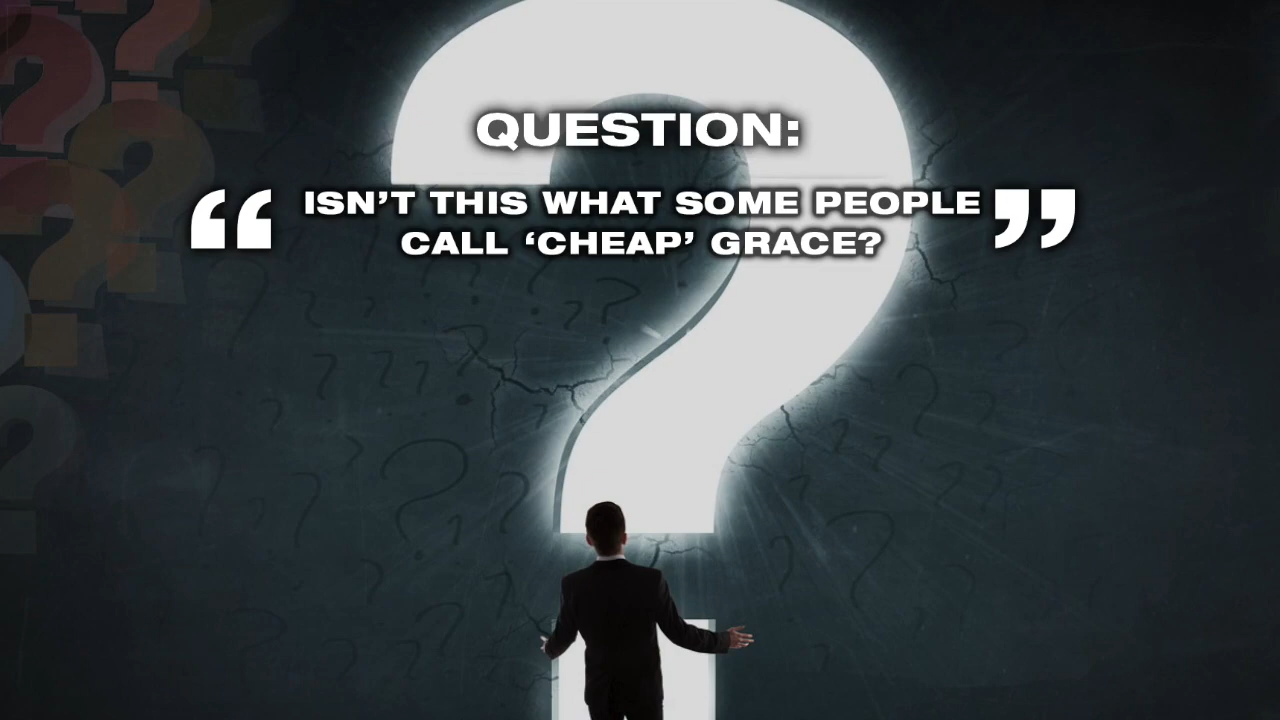 QUESTION:
“ ISN’T THIS WHAT SOME PEOPLE ”
CALL ‘CHEAP’ GRACE?